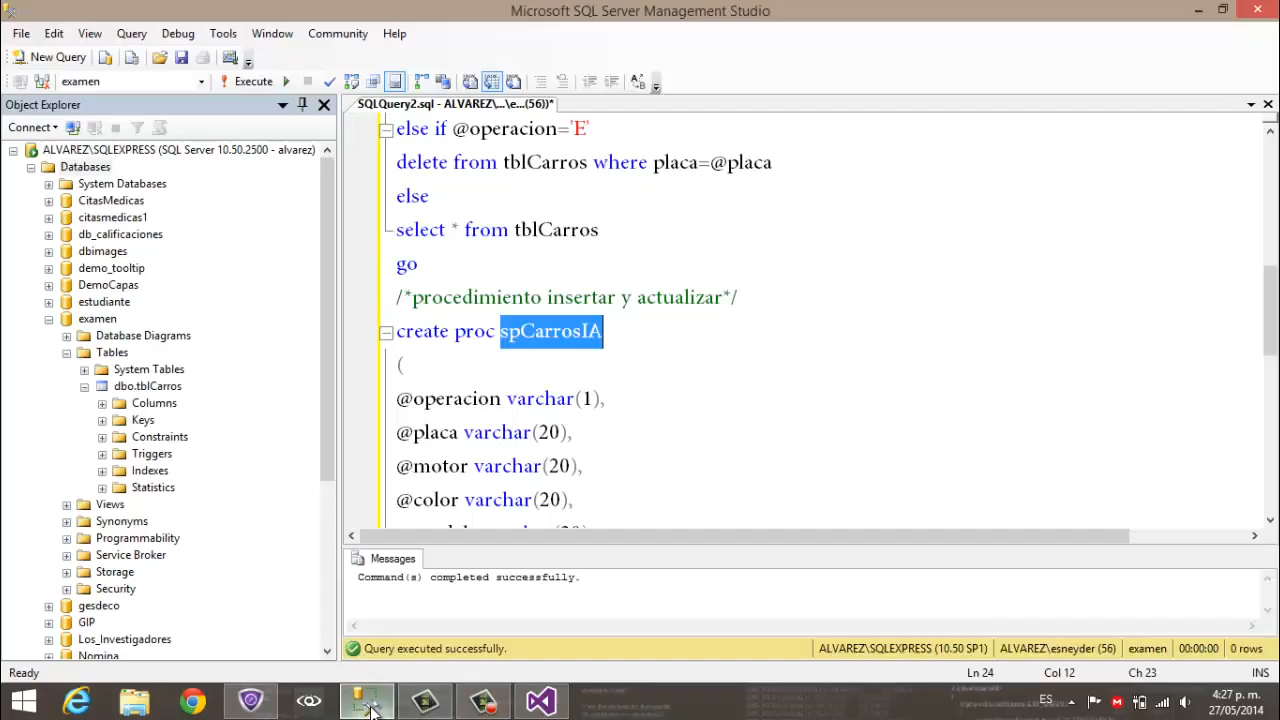 Microsoft SQL Server Management Studio
File Edit View Query Debug Tools Window Community Help
New Query
examen Execute
Object Explorer
SQLQuery2.sql - ALVAREZ\...\e...(56))*
Connect
ALVAREZ\SQLEXPRESS (SQL Server 10.50.2500 - alvarez)
Databases
System Databases
CitasMedicas
citasmedicas1
db_calificaciones
dbimages
demo_tooltip
DemoCapas
estudiante
examen
Database Diagrams
Tables
System Tables
dbo.tblCarros
Columns
Keys
Constraints
Triggers
Indexes
Statistics
Views
Synonyms
Programmability
Service Broker
Storage
Security
gesdeco
GIP
Los_Investigadores
Nomina
else if @operacion='E'
delete from tblCarros where placa=@placa
else
select * from tblCarros
go
/*procedimiento insertar y actualizar*/
create proc spCarrosIA
(
@operacion varchar(1),
@placa varchar(20),
@motor varchar(20),
@color varchar(20),
Messages
Command(s) completed successfully.
Query executed successfully.
ALVAREZ\SQLEXPRESS (10.50 SP1) ALVAREZ\esneyder (56) examen 00:00:00 0 rows
Ready
Ln 24 Col 12 Ch 23 INS
ES
4:27 p. m.
27/05/2014